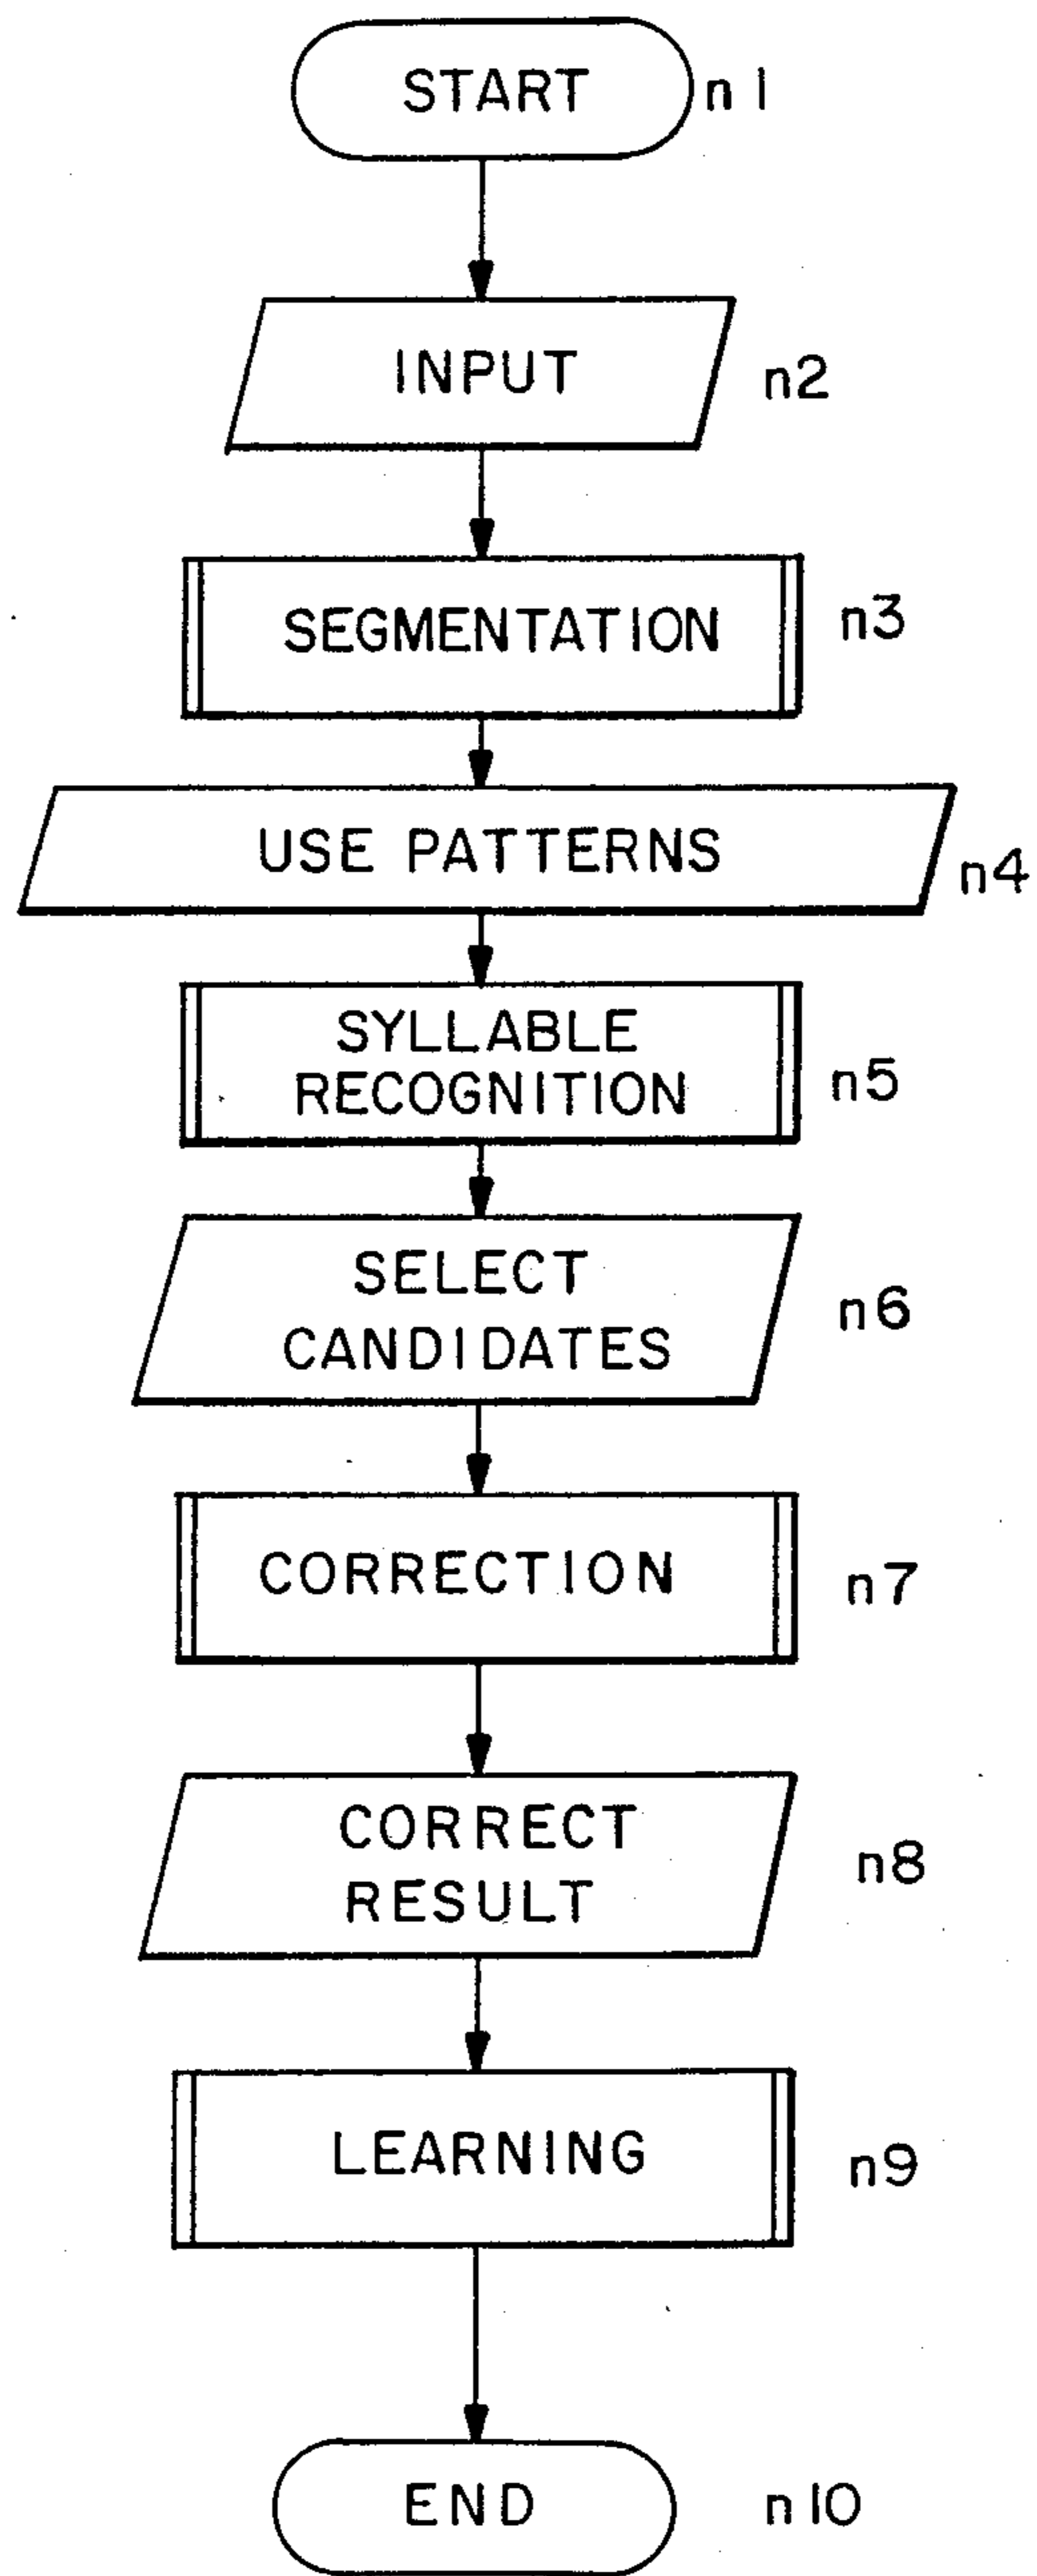 START n1
INPUT n2
SEGMENTATION n3
USE PATTERNS n4
SYLLABLE
RECOGNITION n5
SELECT
CANDIDATES n6
CORRECTION n7
CORRECT
RESULT n8
LEARNING n9
END n10